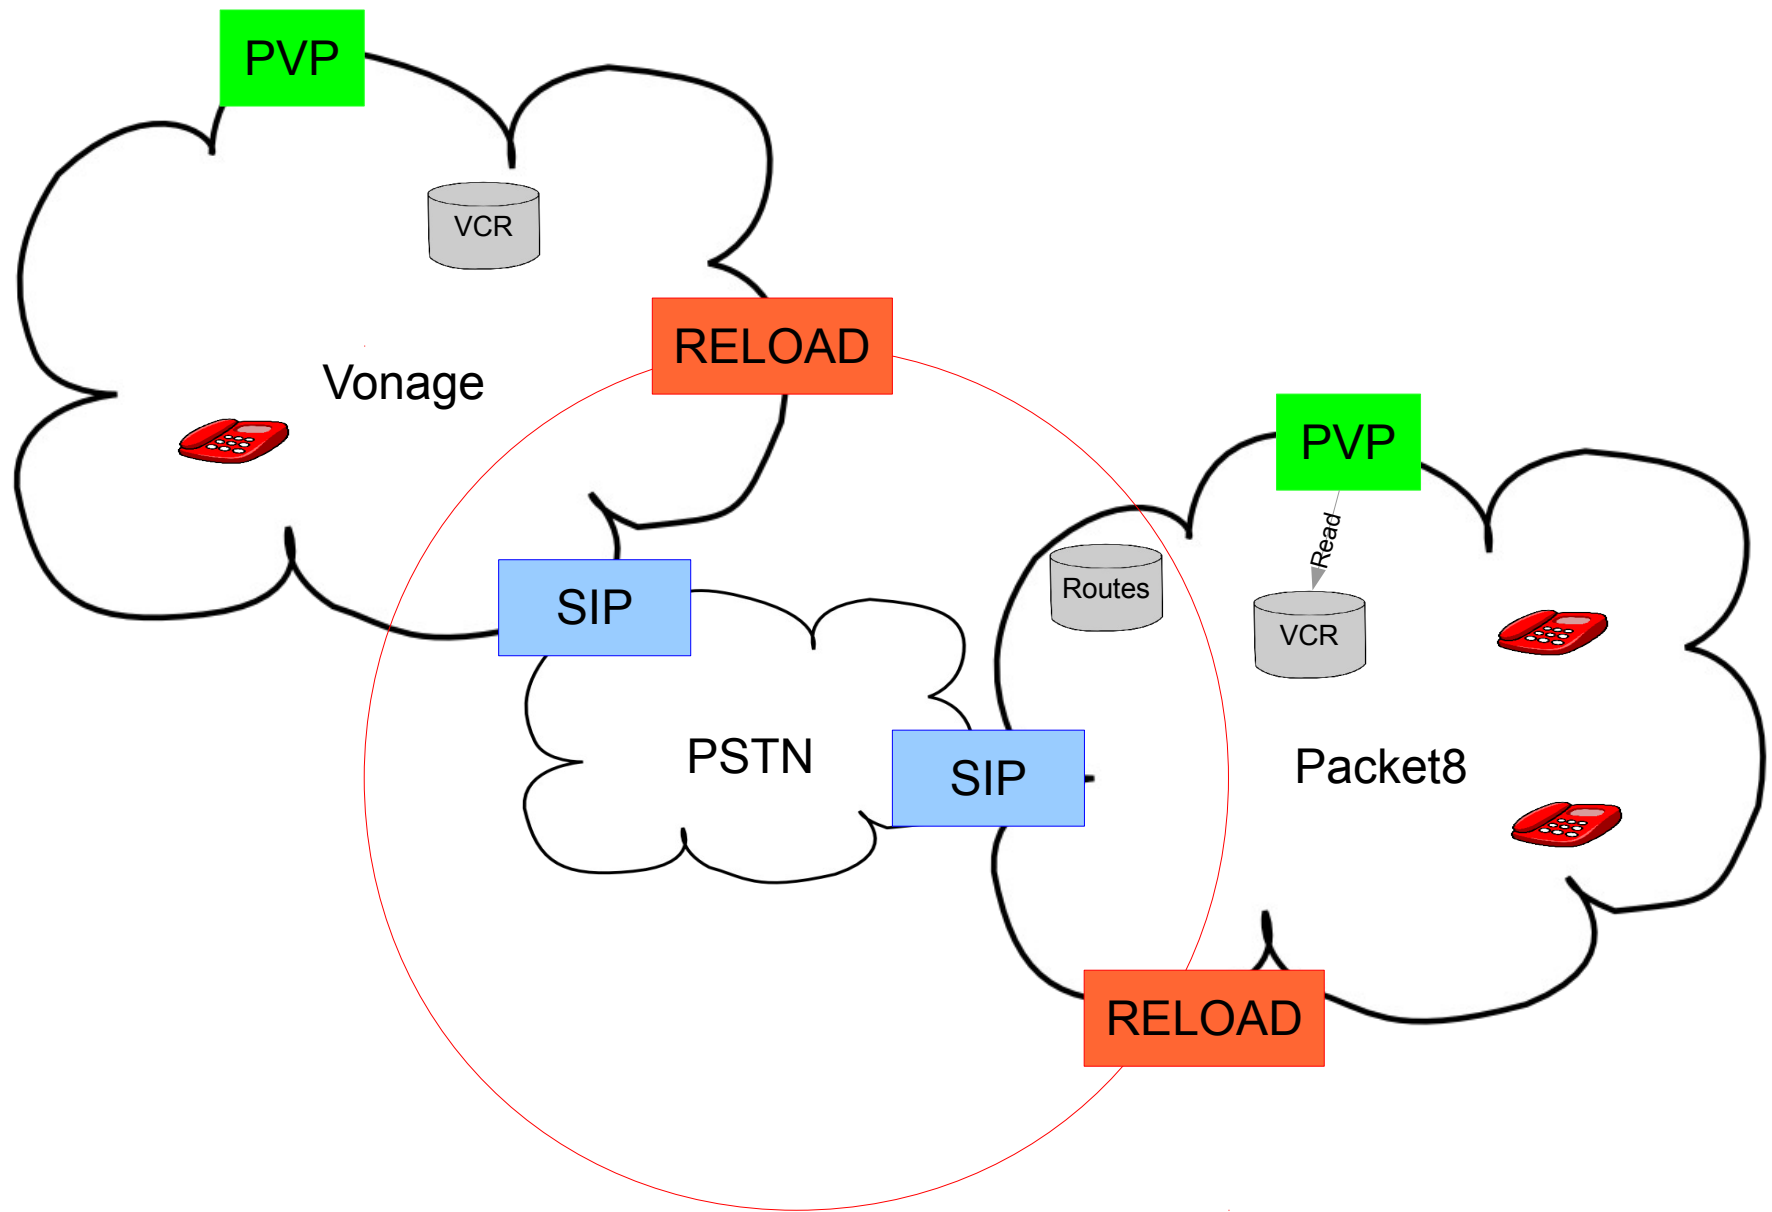 PVP
VCR
RELOAD
Vonage
PVP
Read
Routes
SIP
VCR
PSTN
SIP
Packet8
RELOAD